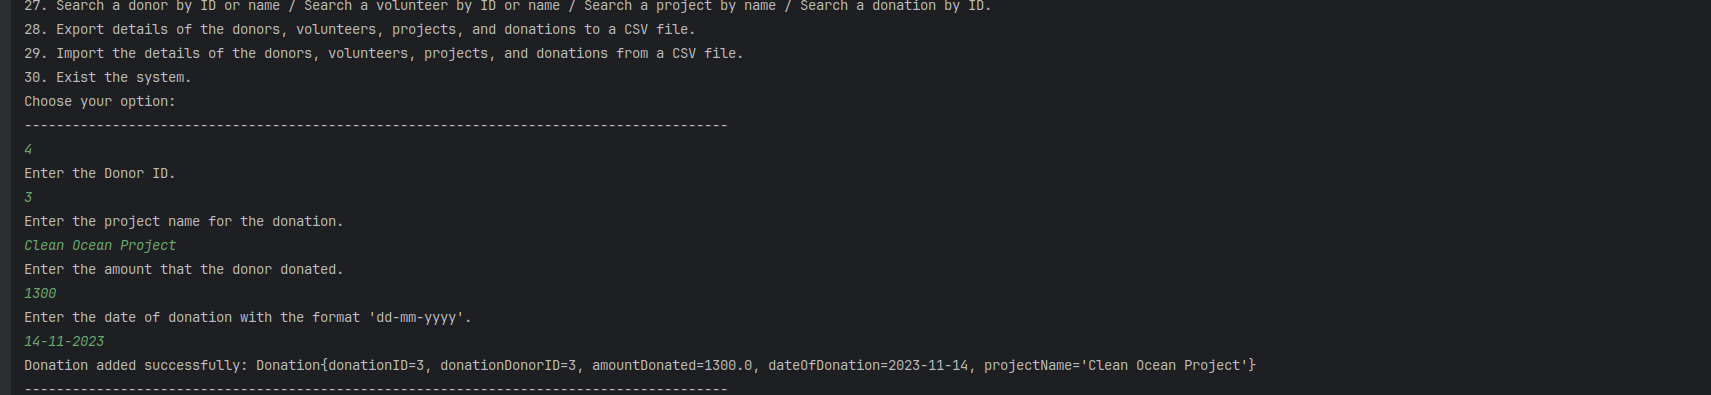 27. Search a donor by ID or name / Search a volunteer by ID or name / Search a project by name / Search a donation by ID.
28. Export details of the donors, volunteers, projects, and donations to a CSV file.
29. Import the details of the donors, volunteers, projects, and donations from a CSV file.
30. Exist the system.
Choose your option:
----------------------------------------------------------------------------------------
4
Enter the Donor ID.
3
Enter the project name for the donation.
Clean Ocean Project
Enter the amount that the donor donated.
1300
Enter the date of donation with the format 'dd-mm-yyyy'.
14-11-2023
Donation added successfully: Donation{donationID=3, donationDonorID=3, amountDonated=1300.0, dateOfDonation=2023-11-14, projectName='Clean Ocean Project'}
----------------------------------------------------------------------------------------